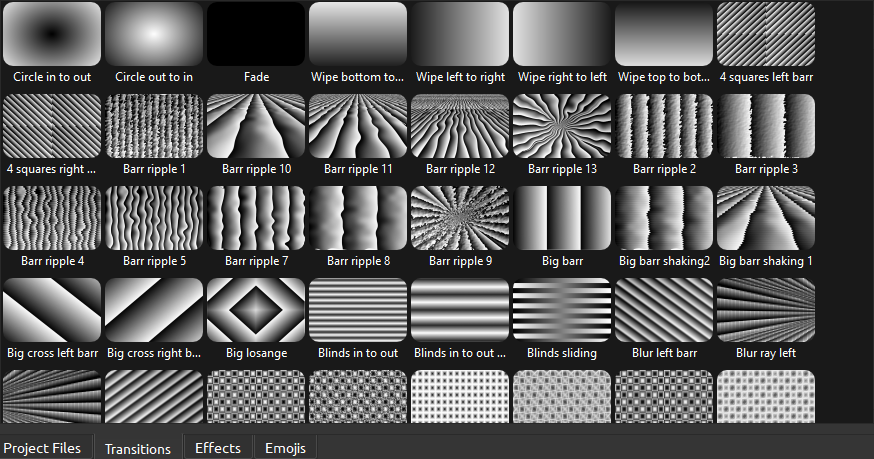 Circle in to out
Circle out to in
Fade
Wipe bottom to...
Wipe left to right
Wipe right to left
Wipe top to bot...
4 squares left barr
4 squares right ...
Barr ripple 1
Barr ripple 10
Barr ripple 11
Barr ripple 12
Barr ripple 13
Barr ripple 2
Barr ripple 3
Barr ripple 4
Barr ripple 5
Barr ripple 7
Barr ripple 8
Barr ripple 9
Big barr
Big barr shaking2
Big barr shaking 1
Big cross left barr
Big cross right b...
Big losange
Blinds in to out
Blinds in to out ...
Blinds sliding
Blur left barr
Blur ray left
Project Files
Transitions
Effects
Emojis